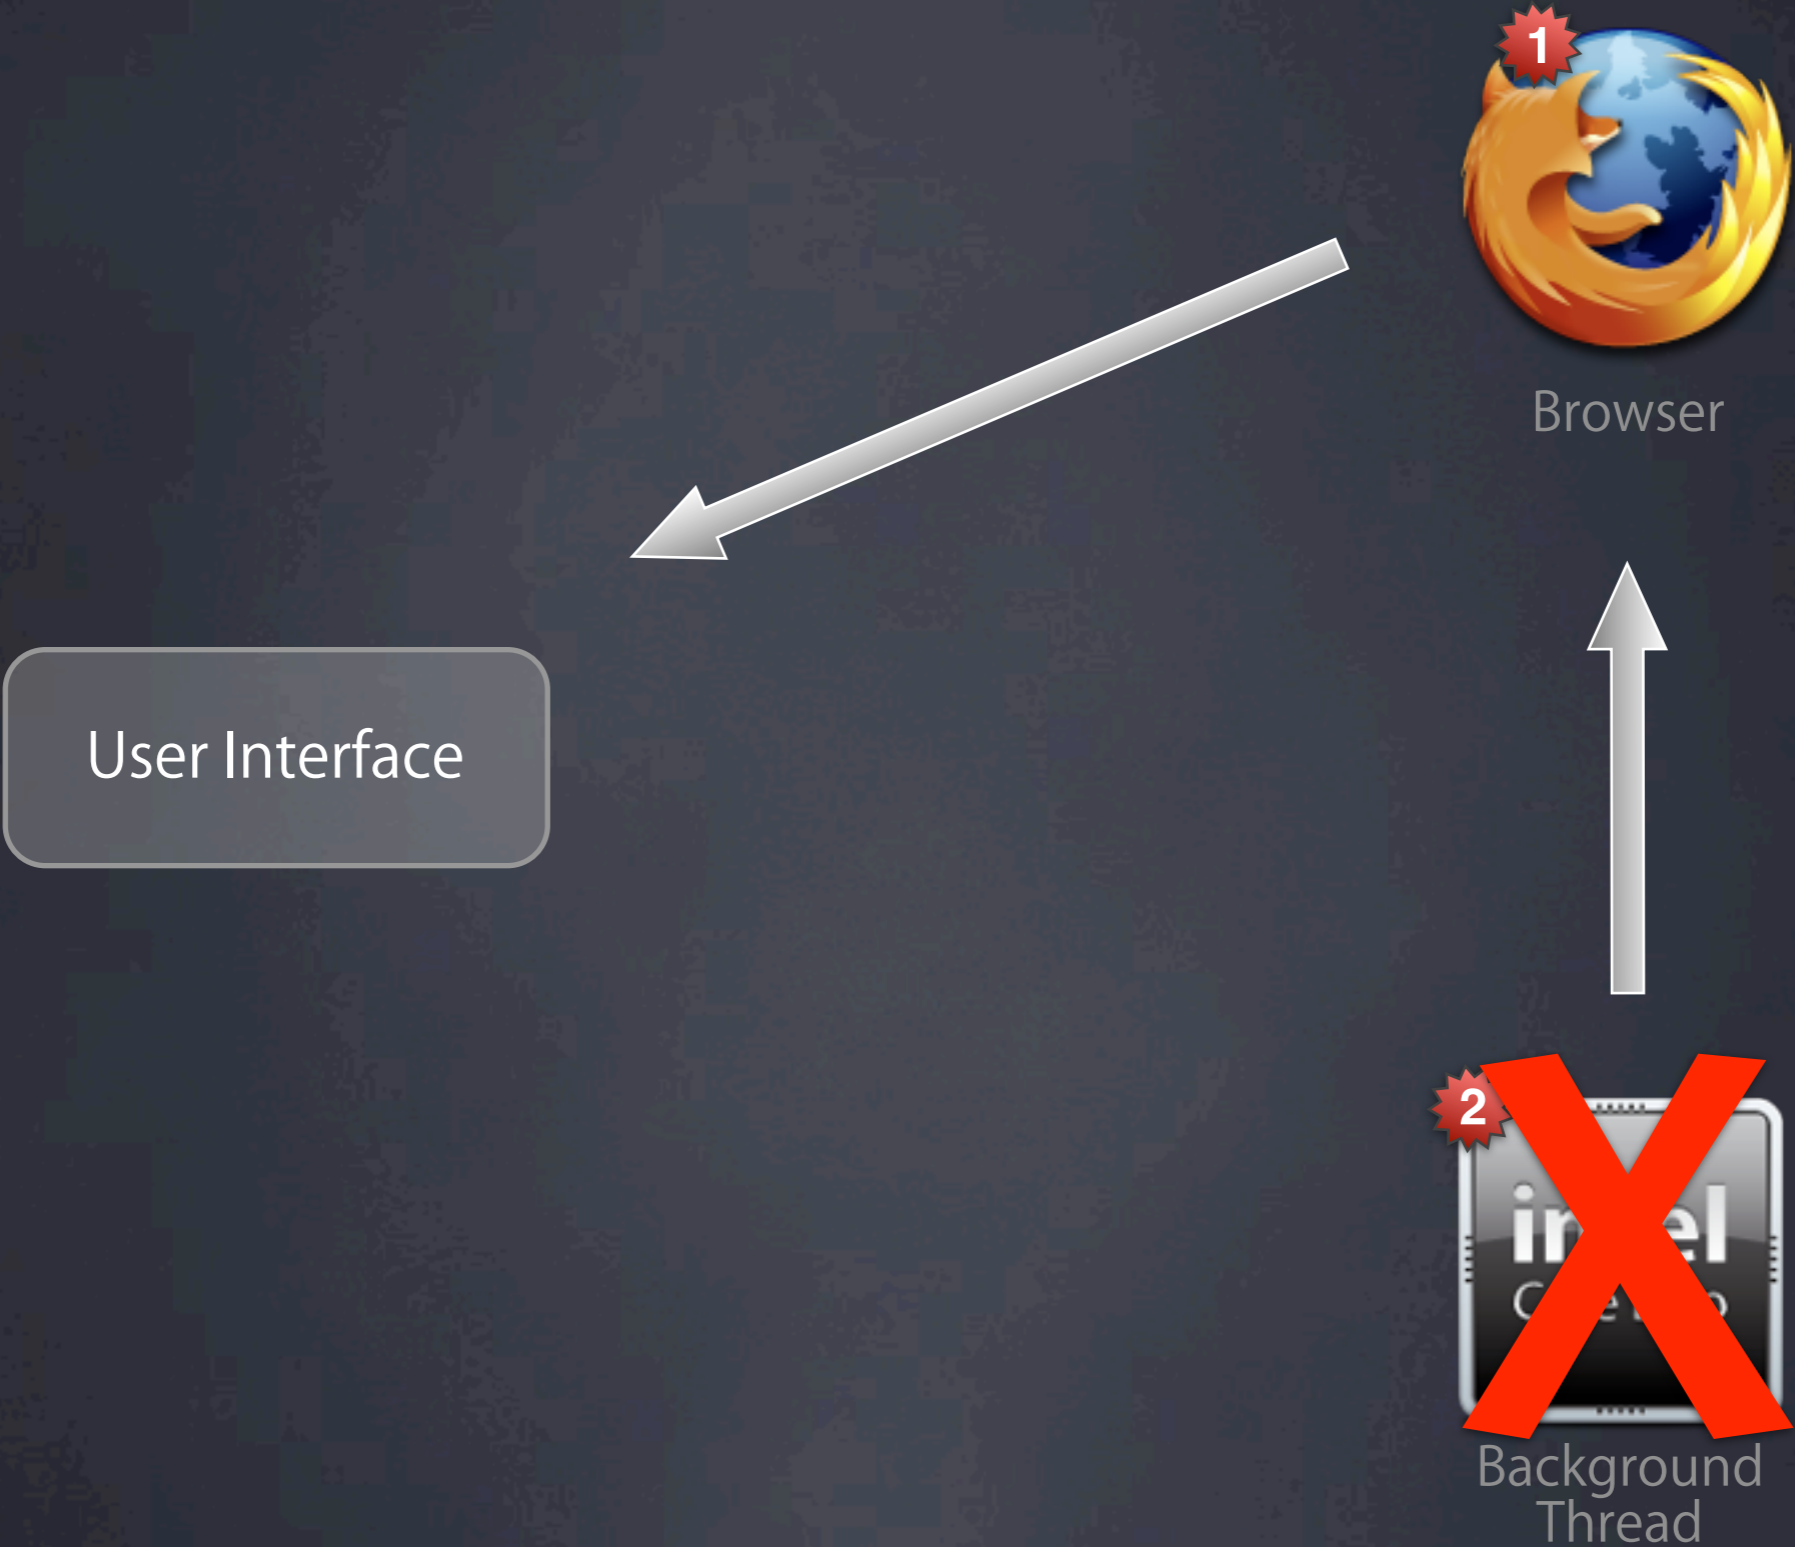 1
Browser
User Interface
2
Background
Thread